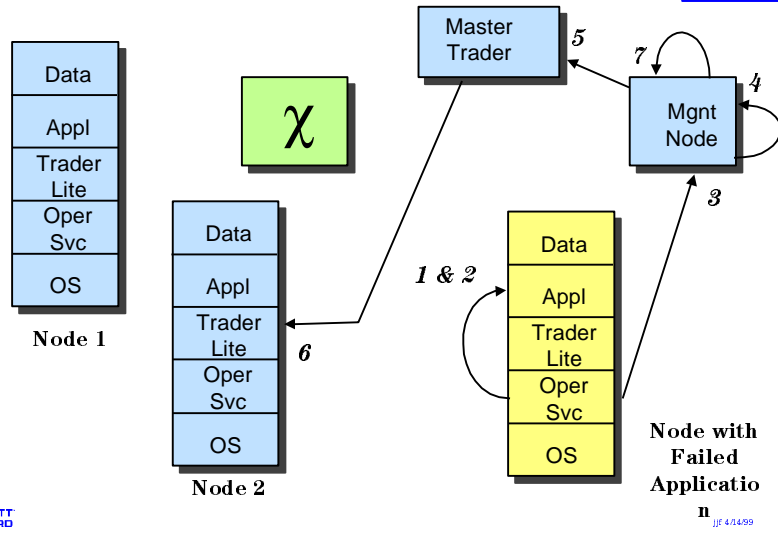 Master
Trader
5
7
4
Mgnt
Node
3
Data
Appl
Trader
Lite
Oper
Svc
OS
Node 1
χ
Data
Appl
Trader
Lite
Oper
Svc
OS
Node 2
6
1 & 2
Data
Appl
Trader
Lite
Oper
Svc
OS
Node with
Failed
Applicatio
n
jjf 4/14/99